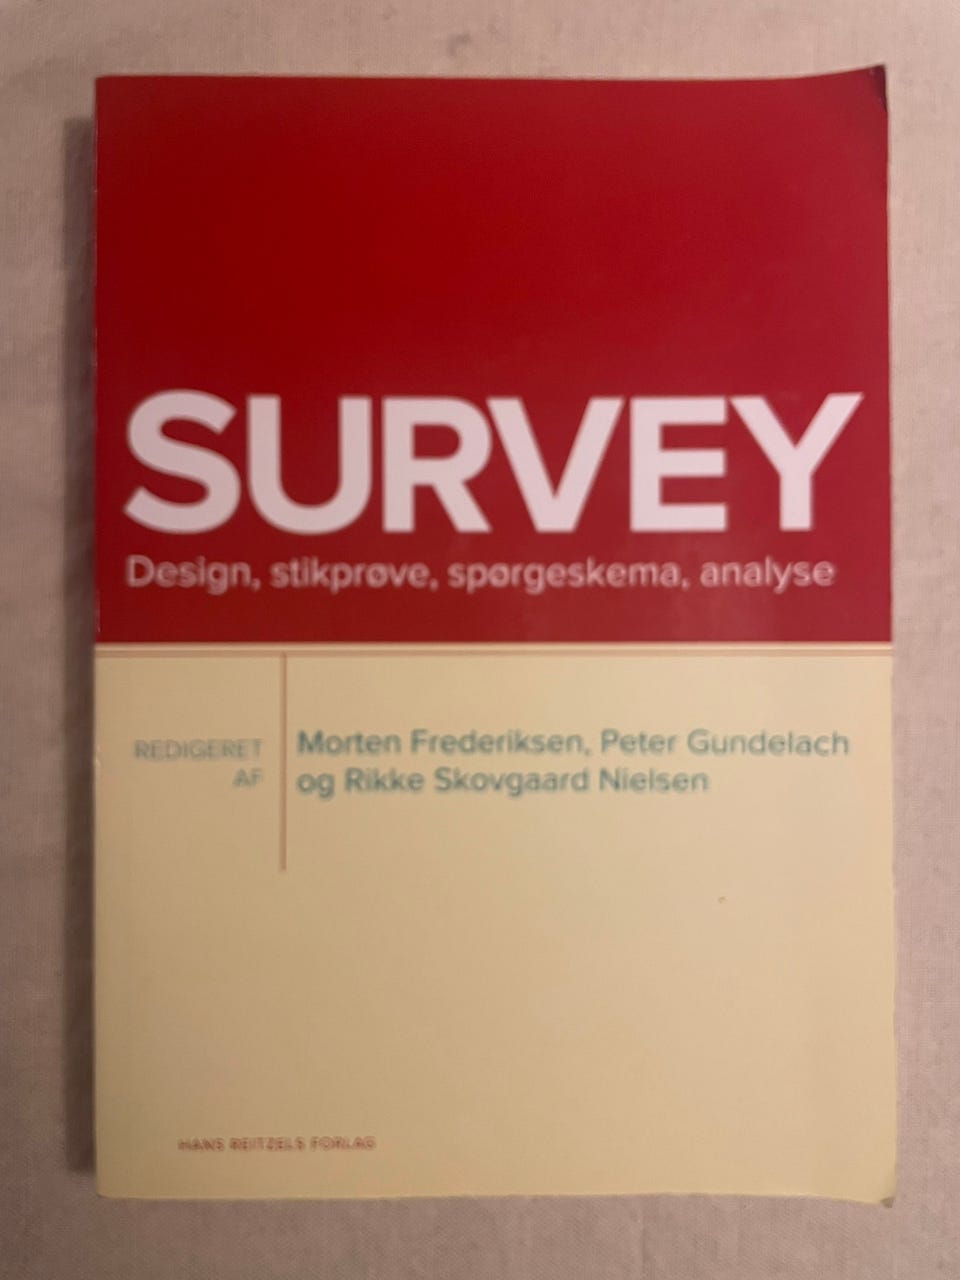 SURVEY
Design, stikprøve, spørgeskema, analyse
REDIGERET
AF
Morten Frederiksen, Peter Gundelach
og Rikke Skovgaard Nielsen
HANS REITZELS FORLAG